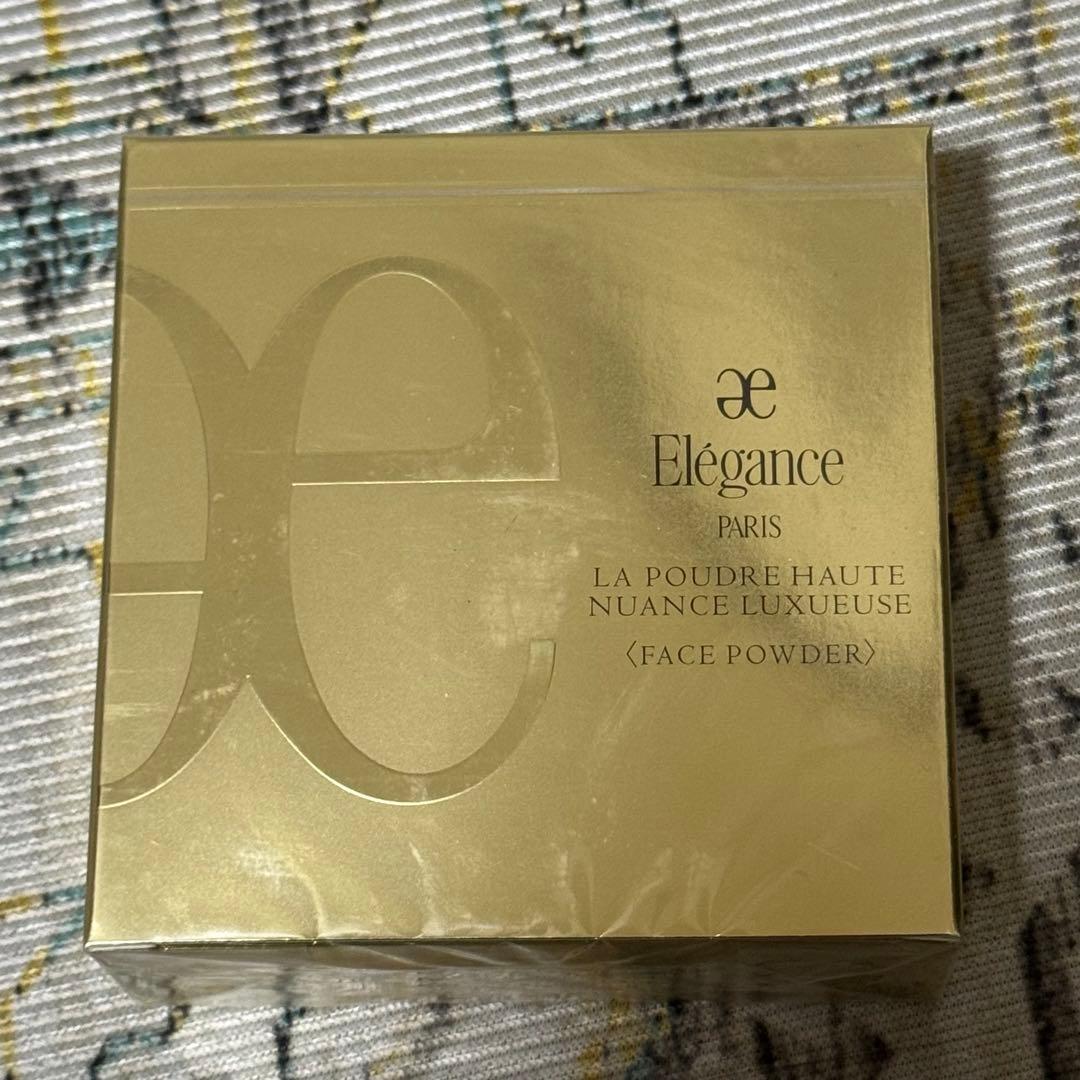 Elégance
PARIS
LA POUDRE HAUTE
NUANCE LUXUEUSE
〈FACE POWDER〉